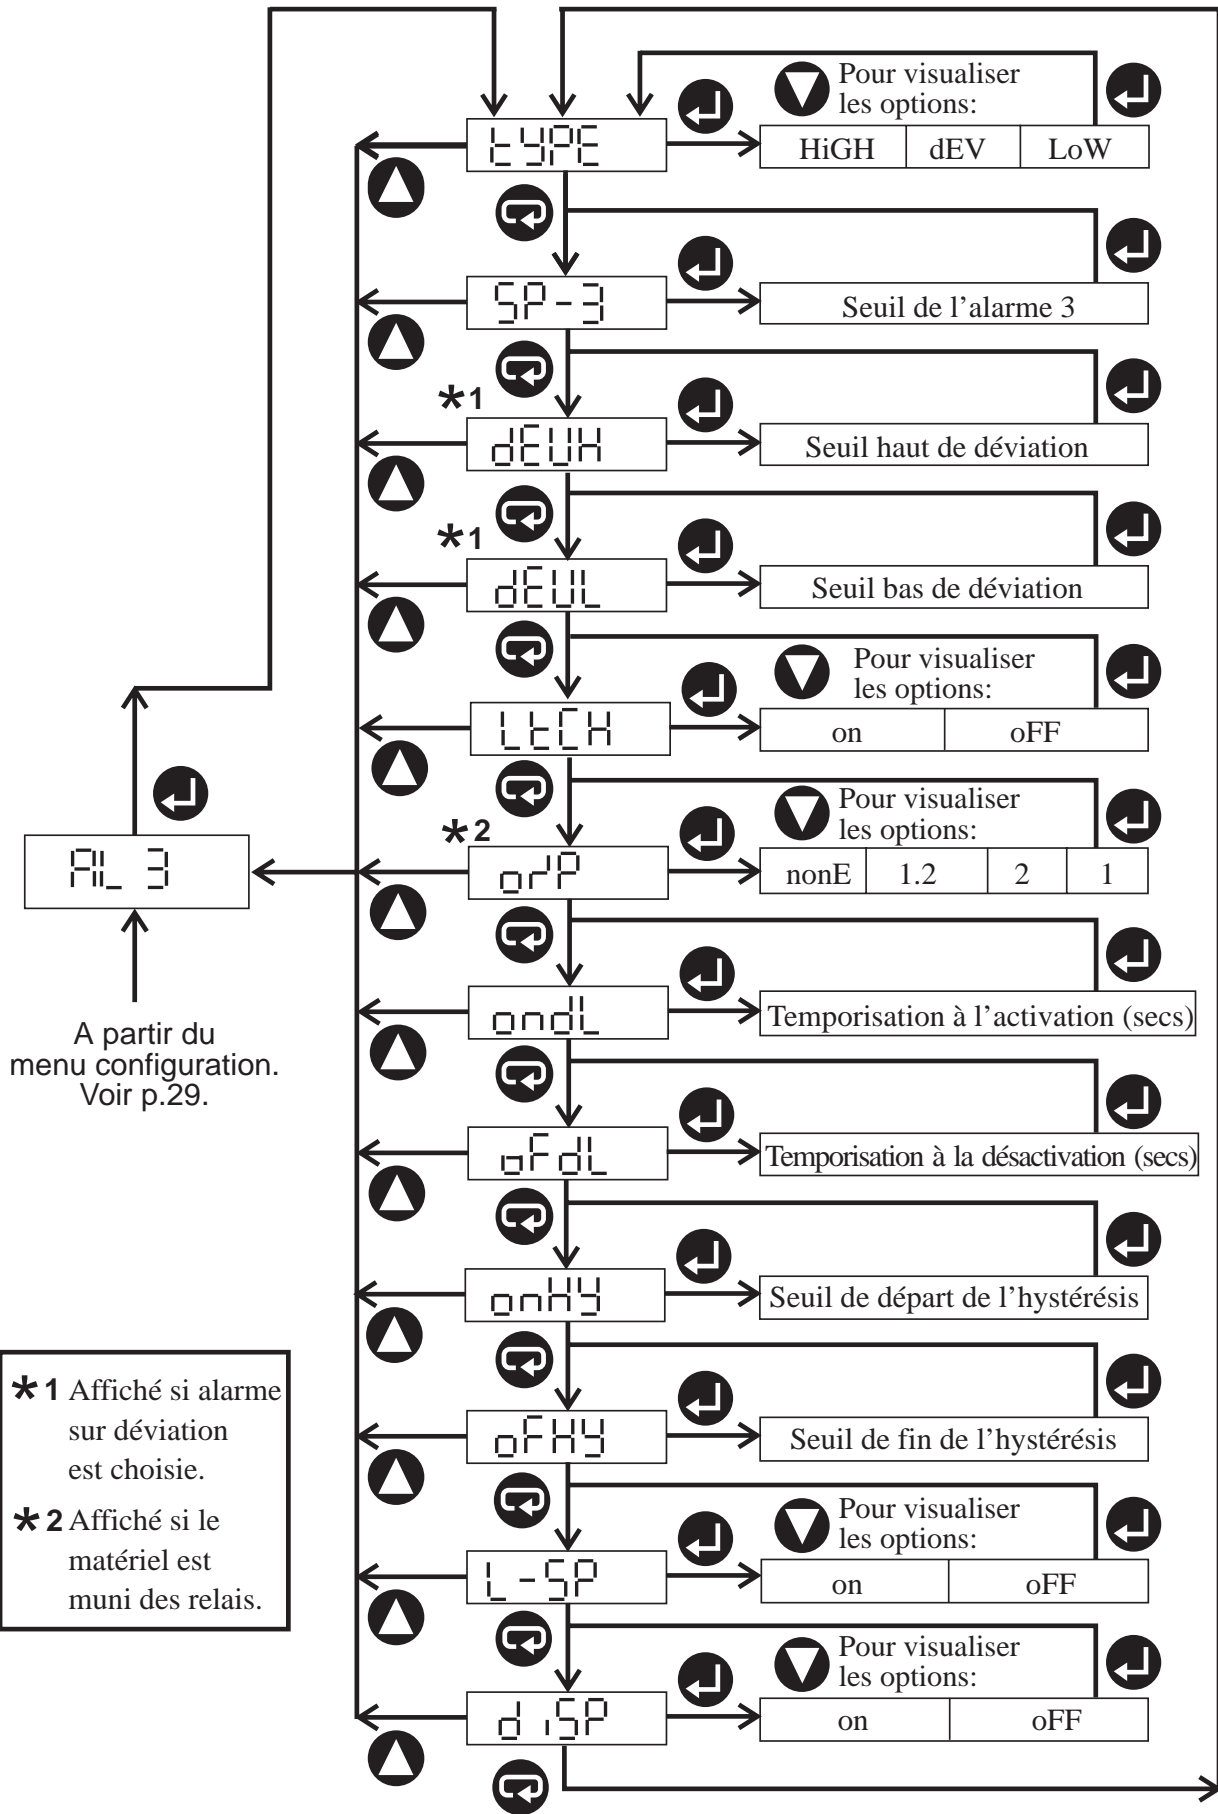 Pour visualiser
les options:
tYPE
HiGH dEV LoW
SP-3
Seuil de l’alarme 3
*1
dEVH
Seuil haut de déviation
*1
dEVL
Seuil bas de déviation
Pour visualiser
les options:
LtCH
on oFF
Pour visualiser
les options:
*2
o/P
nonE 1.2 2 1
AL 3
A partir du
menu configuration.
Voir p.29.
ondL
Temporisation à l’activation (secs)
oFdL
Temporisation à la désactivation (secs)
onHY
Seuil de départ de l’hystérésis
oFHY
Seuil de fin de l’hystérésis
*1 Affiché si alarme
sur déviation
est choisie.
*2 Affiché si le
matériel est
muni des relais.
Pour visualiser
les options:
L-SP
on oFF
Pour visualiser
les options:
diSP
on oFF